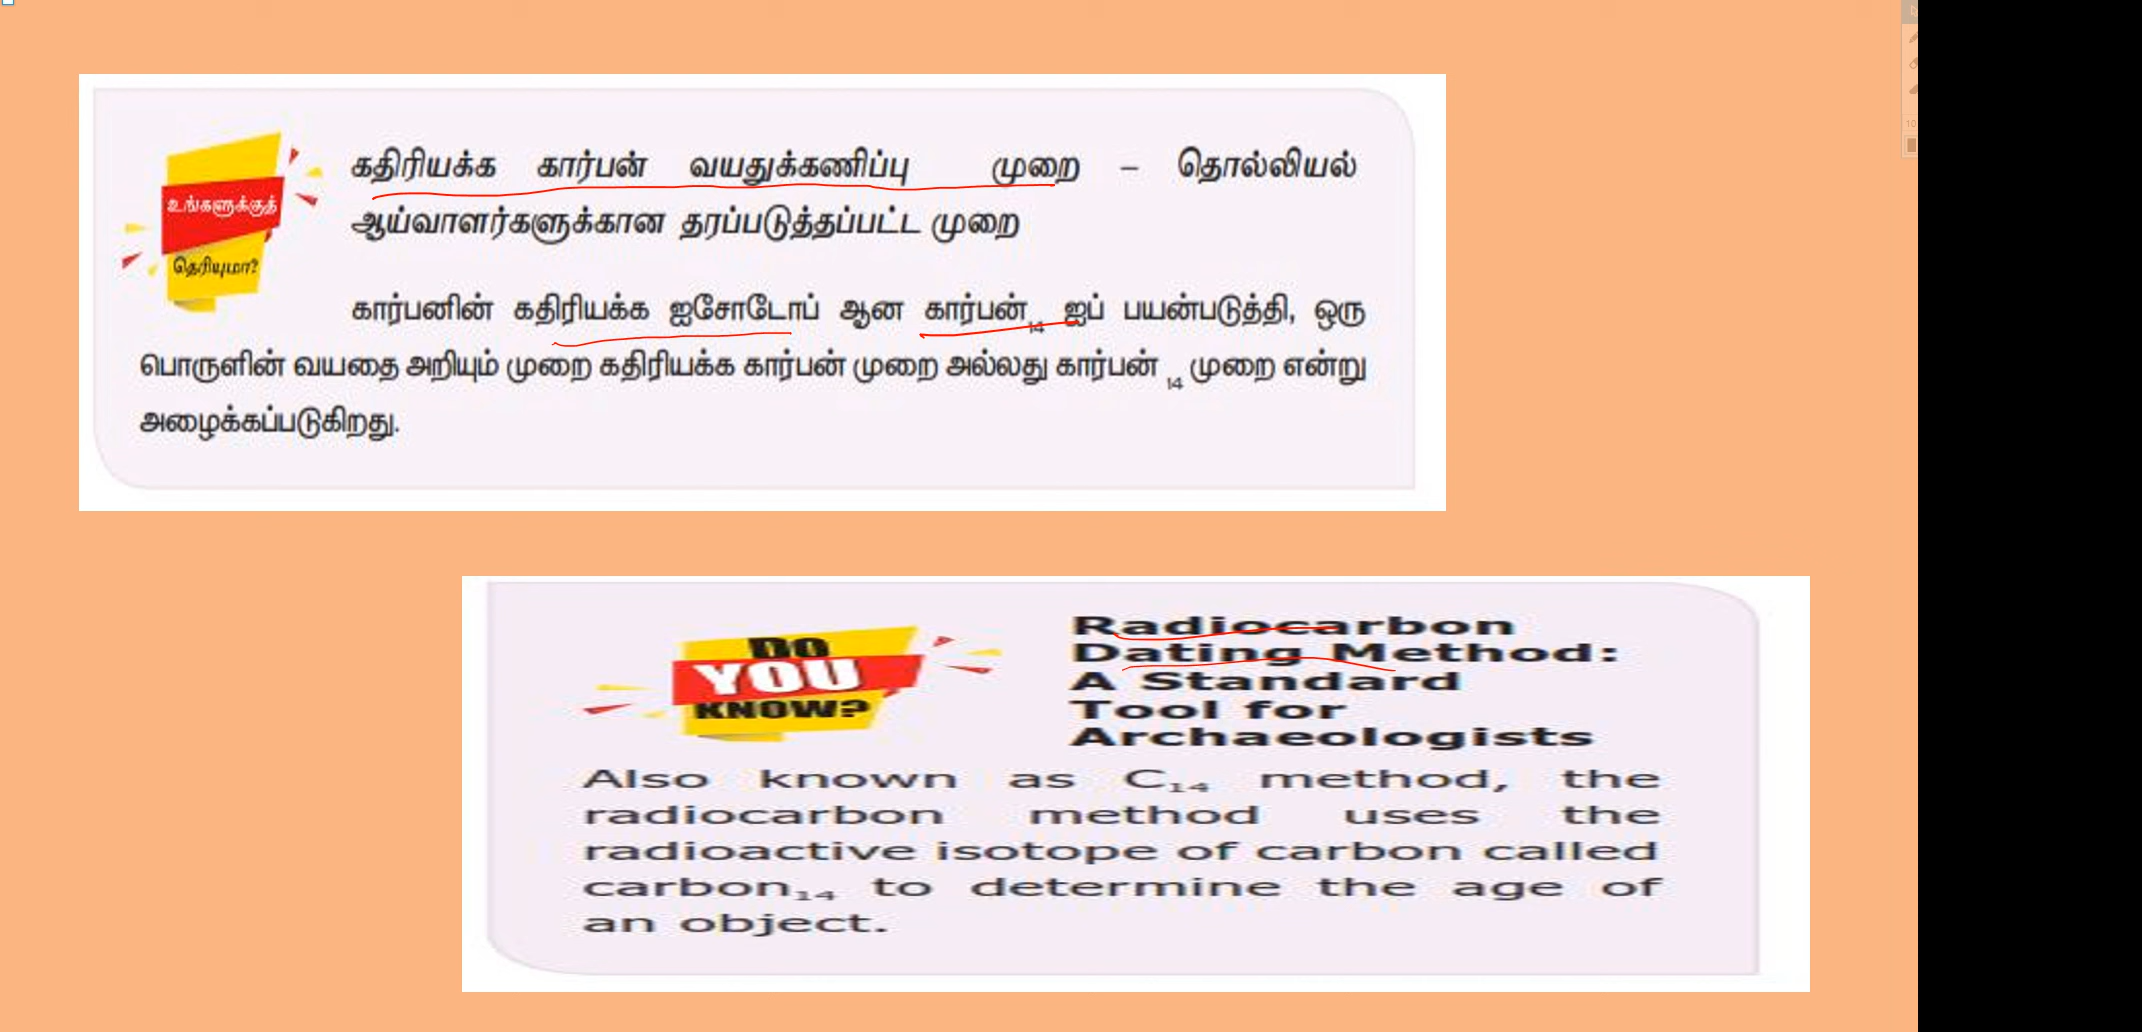 உங்களுக்குத்
தெரியுமா?
கதிரியக்க கார்பன் வயதுக்கணிப்பு முறை – தொல்லியல்
ஆய்வாளர்களுக்கான தரப்படுத்தப்பட்ட முறை
கார்பனின் கதிரியக்க ஐசோடோப் ஆன கார்பன்₁₄ ஐப் பயன்படுத்தி, ஒரு
பொருளின் வயதை அறியும் முறை கதிரியக்க கார்பன் முறை அல்லது கார்பன் ₁₄ முறை என்று
அழைக்கப்படுகிறது.
DO
YOU
KNOW?
Radiocarbon
Dating Method:
A Standard
Tool for
Archaeologists
Also known as C₁₄ method, the
radiocarbon method uses the
radioactive isotope of carbon called
carbon₁₄ to determine the age of
an object.
10